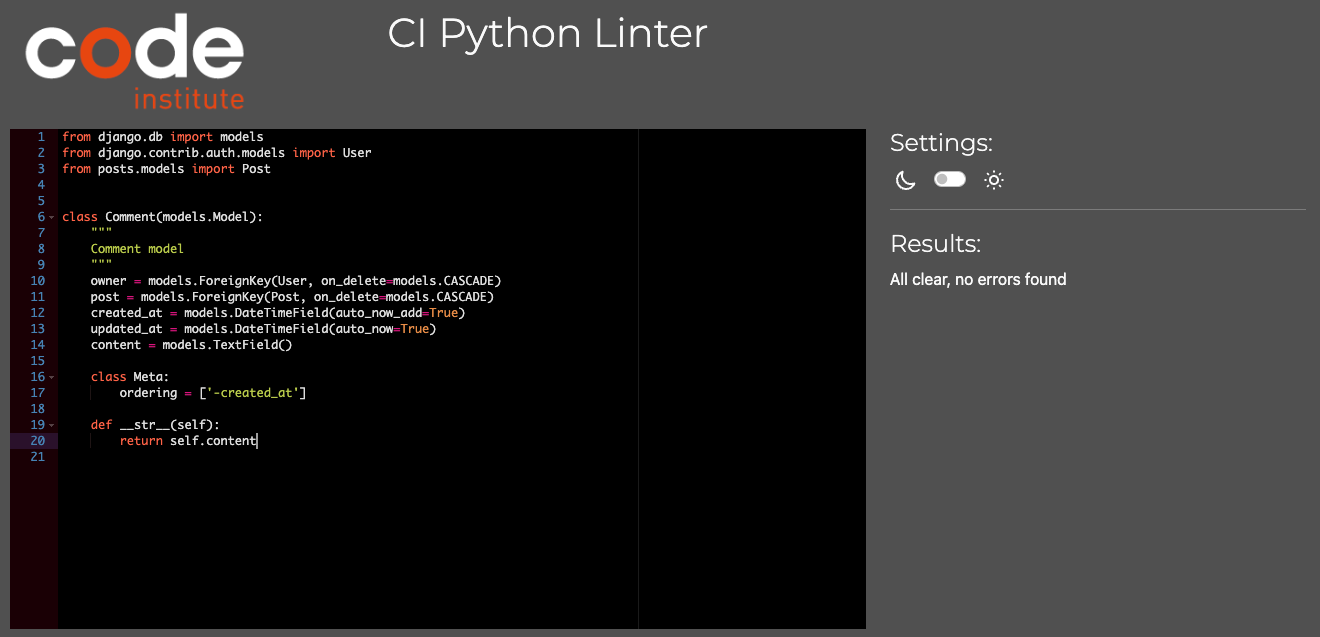 code
institute
CI Python Linter
1 from django.db import models
2 from django.contrib.auth.models import User
3 from posts.models import Post
4
5
6 class Comment(models.Model):
7     """
8     Comment model
9     """
10     owner = models.ForeignKey(User, on_delete=models.CASCADE)
11     post = models.ForeignKey(Post, on_delete=models.CASCADE)
12     created_at = models.DateTimeField(auto_now_add=True)
13     updated_at = models.DateTimeField(auto_now=True)
14     content = models.TextField()
15
16     class Meta:
17         ordering = ['-created_at']
18
19     def __str__(self):
20         return self.content
21
Settings:
Results:
All clear, no errors found